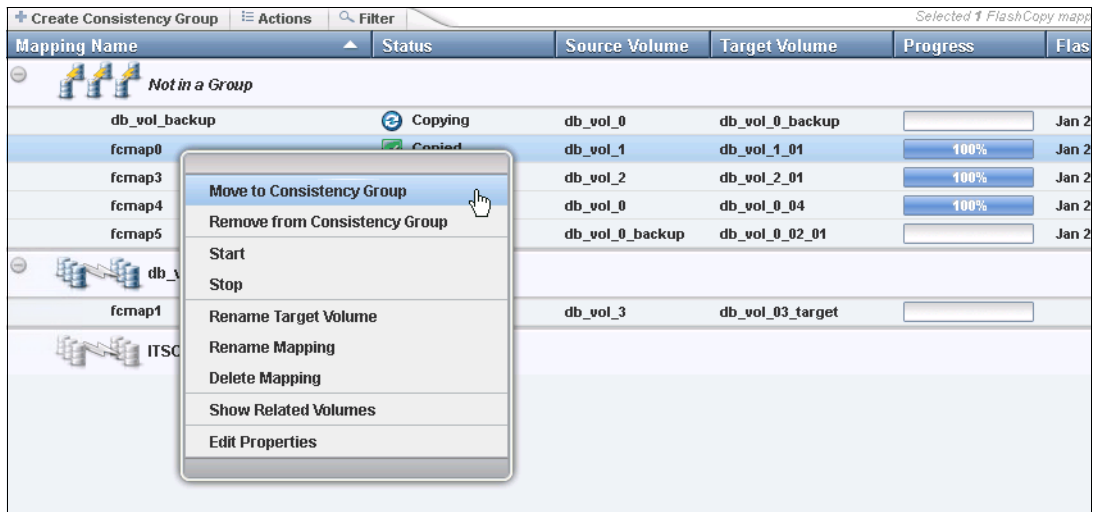 Create Consistency Group Actions Filter Selected 1 FlashCopy mapp
Mapping Name Status Source Volume Target Volume Progress Flas
Not in a Group
db_vol_backup Copying db_vol_0 db_vol_0_backup Jan 2
fcmap0 Copied db_vol_1 db_vol_1_01 100% Jan 2
fcmap3 db_vol_2 db_vol_2_01 100% Jan 2
fcmap4 db_vol_0 db_vol_0_04 100% Jan 2
fcmap5 db_vol_0_backup db_vol_0_02_01 Jan 2
db_v
fcmap1 db_vol_3 db_vol_03_target
ITSO
Move to Consistency Group
Remove from Consistency Group
Start
Stop
Rename Target Volume
Rename Mapping
Delete Mapping
Show Related Volumes
Edit Properties